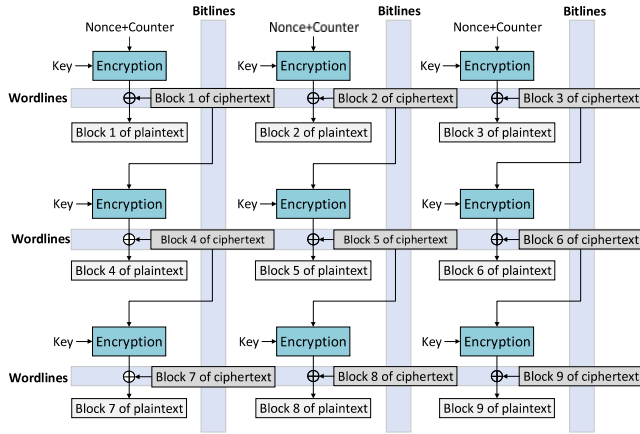 Bitlines Bitlines Bitlines
Nonce+Counter Nonce+Counter Nonce+Counter
Key Encryption Key Encryption Key Encryption
Wordlines Block 1 of ciphertext Block 2 of ciphertext Block 3 of ciphertext
Block 1 of plaintext Block 2 of plaintext Block 3 of plaintext
Key Encryption Key Encryption Key Encryption
Wordlines Block 4 of ciphertext Block 5 of ciphertext Block 6 of ciphertext
Block 4 of plaintext Block 5 of plaintext Block 6 of plaintext
Key Encryption Key Encryption Key Encryption
Wordlines Block 7 of ciphertext Block 8 of ciphertext Block 9 of ciphertext
Block 7 of plaintext Block 8 of plaintext Block 9 of plaintext